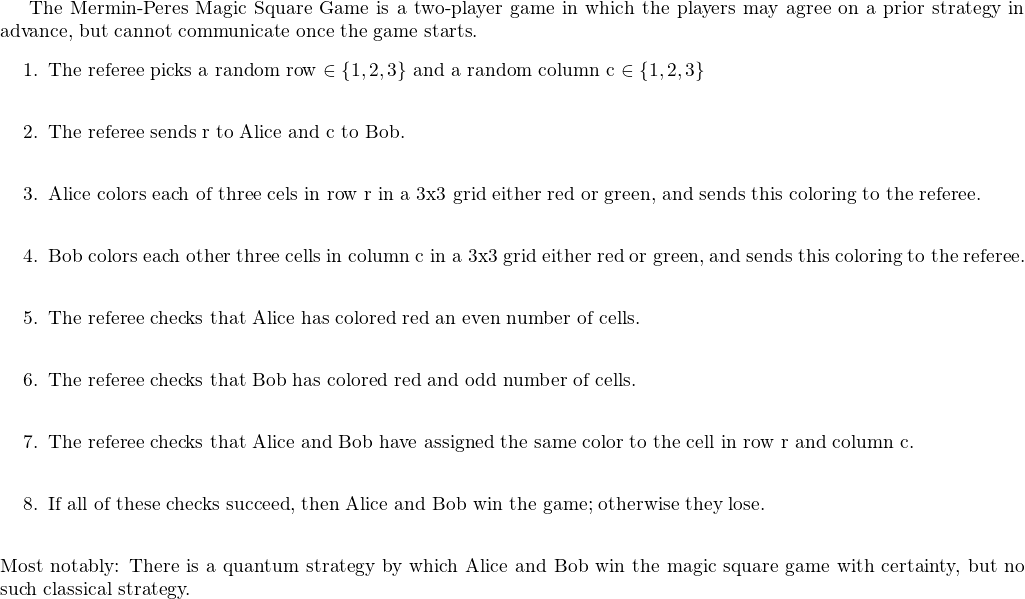 The Mermin-Peres Magic Square Game is a two-player game in which the players may agree on a prior strategy in
advance, but cannot communicate once the game starts.
1. The referee picks a random row ∈ {1, 2, 3} and a random column c ∈ {1, 2, 3}
2. The referee sends r to Alice and c to Bob.
3. Alice colors each of three cels in row r in a 3x3 grid either red or green, and sends this coloring to the referee.
4. Bob colors each other three cells in column c in a 3x3 grid either red or green, and sends this coloring to the referee.
5. The referee checks that Alice has colored red an even number of cells.
6. The referee checks that Bob has colored red and odd number of cells.
7. The referee checks that Alice and Bob have assigned the same color to the cell in row r and column c.
8. If all of these checks succeed, then Alice and Bob win the game; otherwise they lose.
Most notably: There is a quantum strategy by which Alice and Bob win the magic square game with certainty, but no
such classical strategy.